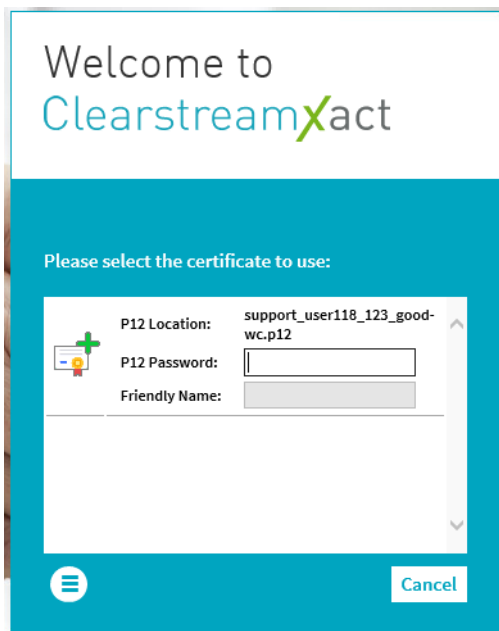 Welcome to
ClearstreamXact
Please select the certificate to use:
P12 Location:
support_user118_123_good-
wc.p12
P12 Password:
Friendly Name:
Cancel